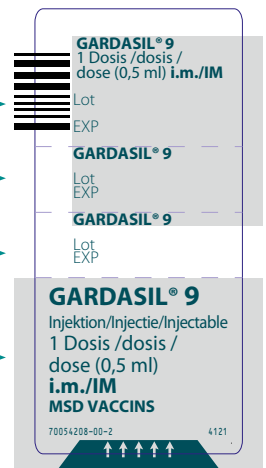 GARDASIL® 9
1 Dosis /dosis /
dose (0,5 ml) i.m./IM
Lot
EXP
GARDASIL® 9
Lot
EXP
GARDASIL® 9
Lot
EXP
GARDASIL® 9
Injektion/Injectie/Injectable
1 Dosis /dosis /
dose (0,5 ml)
i.m./IM
MSD VACCINS
70054208-00-2 4121